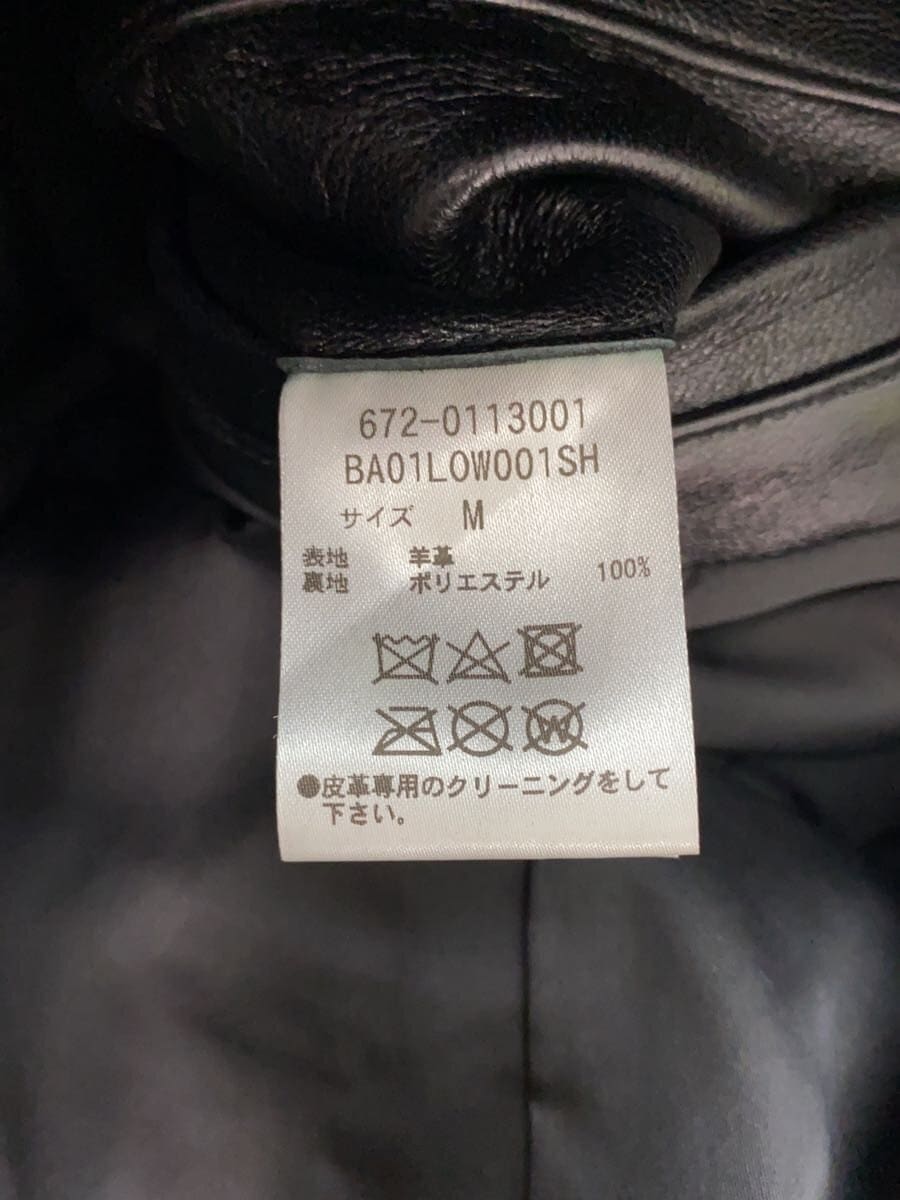 672-0113001
BA01LOW001SH
サイズ M
表地 羊革
裏地 ポリエステル 100%
●皮革専用のクリーニングをして
下さい。